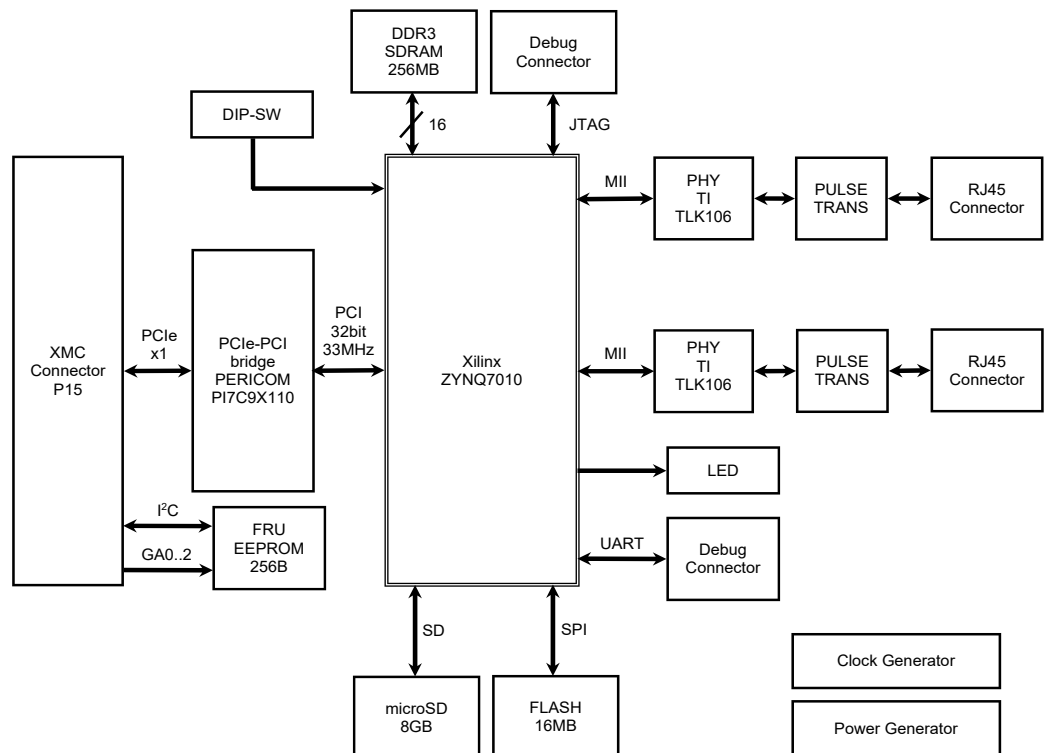 DDR3
SDRAM
256MB
Debug
Connector
DIP-SW
16
JTAG
MII
PHY
TI
TLK106
PULSE
TRANS
RJ45
Connector
XMC
Connector
P15
PCIe
x1
PCIe-PCI
bridge
PERICOM
PI7C9X110
PCI
32bit
33MHz
Xilinx
ZYNQ7010
MII
PHY
TI
TLK106
PULSE
TRANS
RJ45
Connector
LED
I²C
GA0..2
FRU
EEPROM
256B
UART
Debug
Connector
SD
SPI
microSD
8GB
FLASH
16MB
Clock Generator
Power Generator